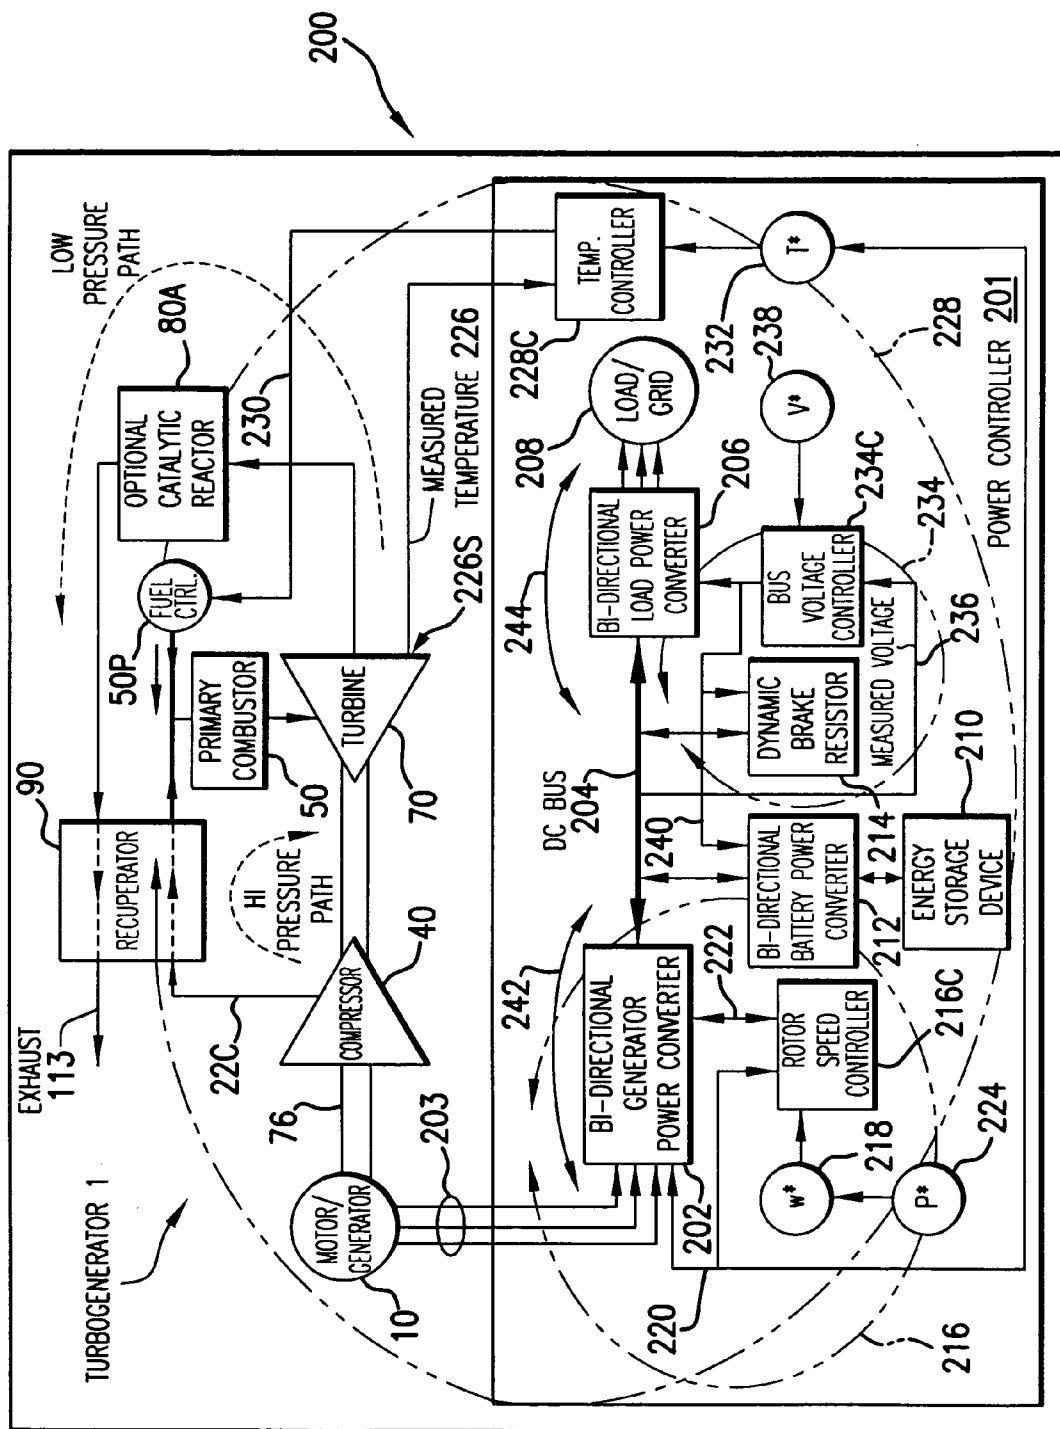 200
TURBOGENERATOR 1
EXHAUST
113
90
RECUPERATOR
22C
HI
PRESSURE
PATH
LOW
PRESSURE
PATH
50P
FUEL
CTRL.
OPTIONAL
CATALYTIC
REACTOR
80A
230
PRIMARY
COMBUSTOR
50
MOTOR/
GENERATOR
10
76
203
COMPRESSOR
40
TURBINE
70
226S
MEASURED
TEMPERATURE 226
TEMP.
CONTROLLER
228C
T*
232
V*
238
228
POWER CONTROLLER 201
242
BI-DIRECTIONAL
GENERATOR
POWER CONVERTER
202
220
216
DC BUS
204
244
BI-DIRECTIONAL
LOAD POWER
CONVERTER
206
LOAD/
GRID
208
222
240
BI-DIRECTIONAL
BATTERY POWER
CONVERTER
212
DYNAMIC
BRAKE
RESISTOR
214
BUS
VOLTAGE
CONTROLLER
234C
234
MEASURED VOLTAGE
236
ENERGY
STORAGE
DEVICE
210
ROTOR
SPEED
CONTROLLER
216C
w*
218
P*
224